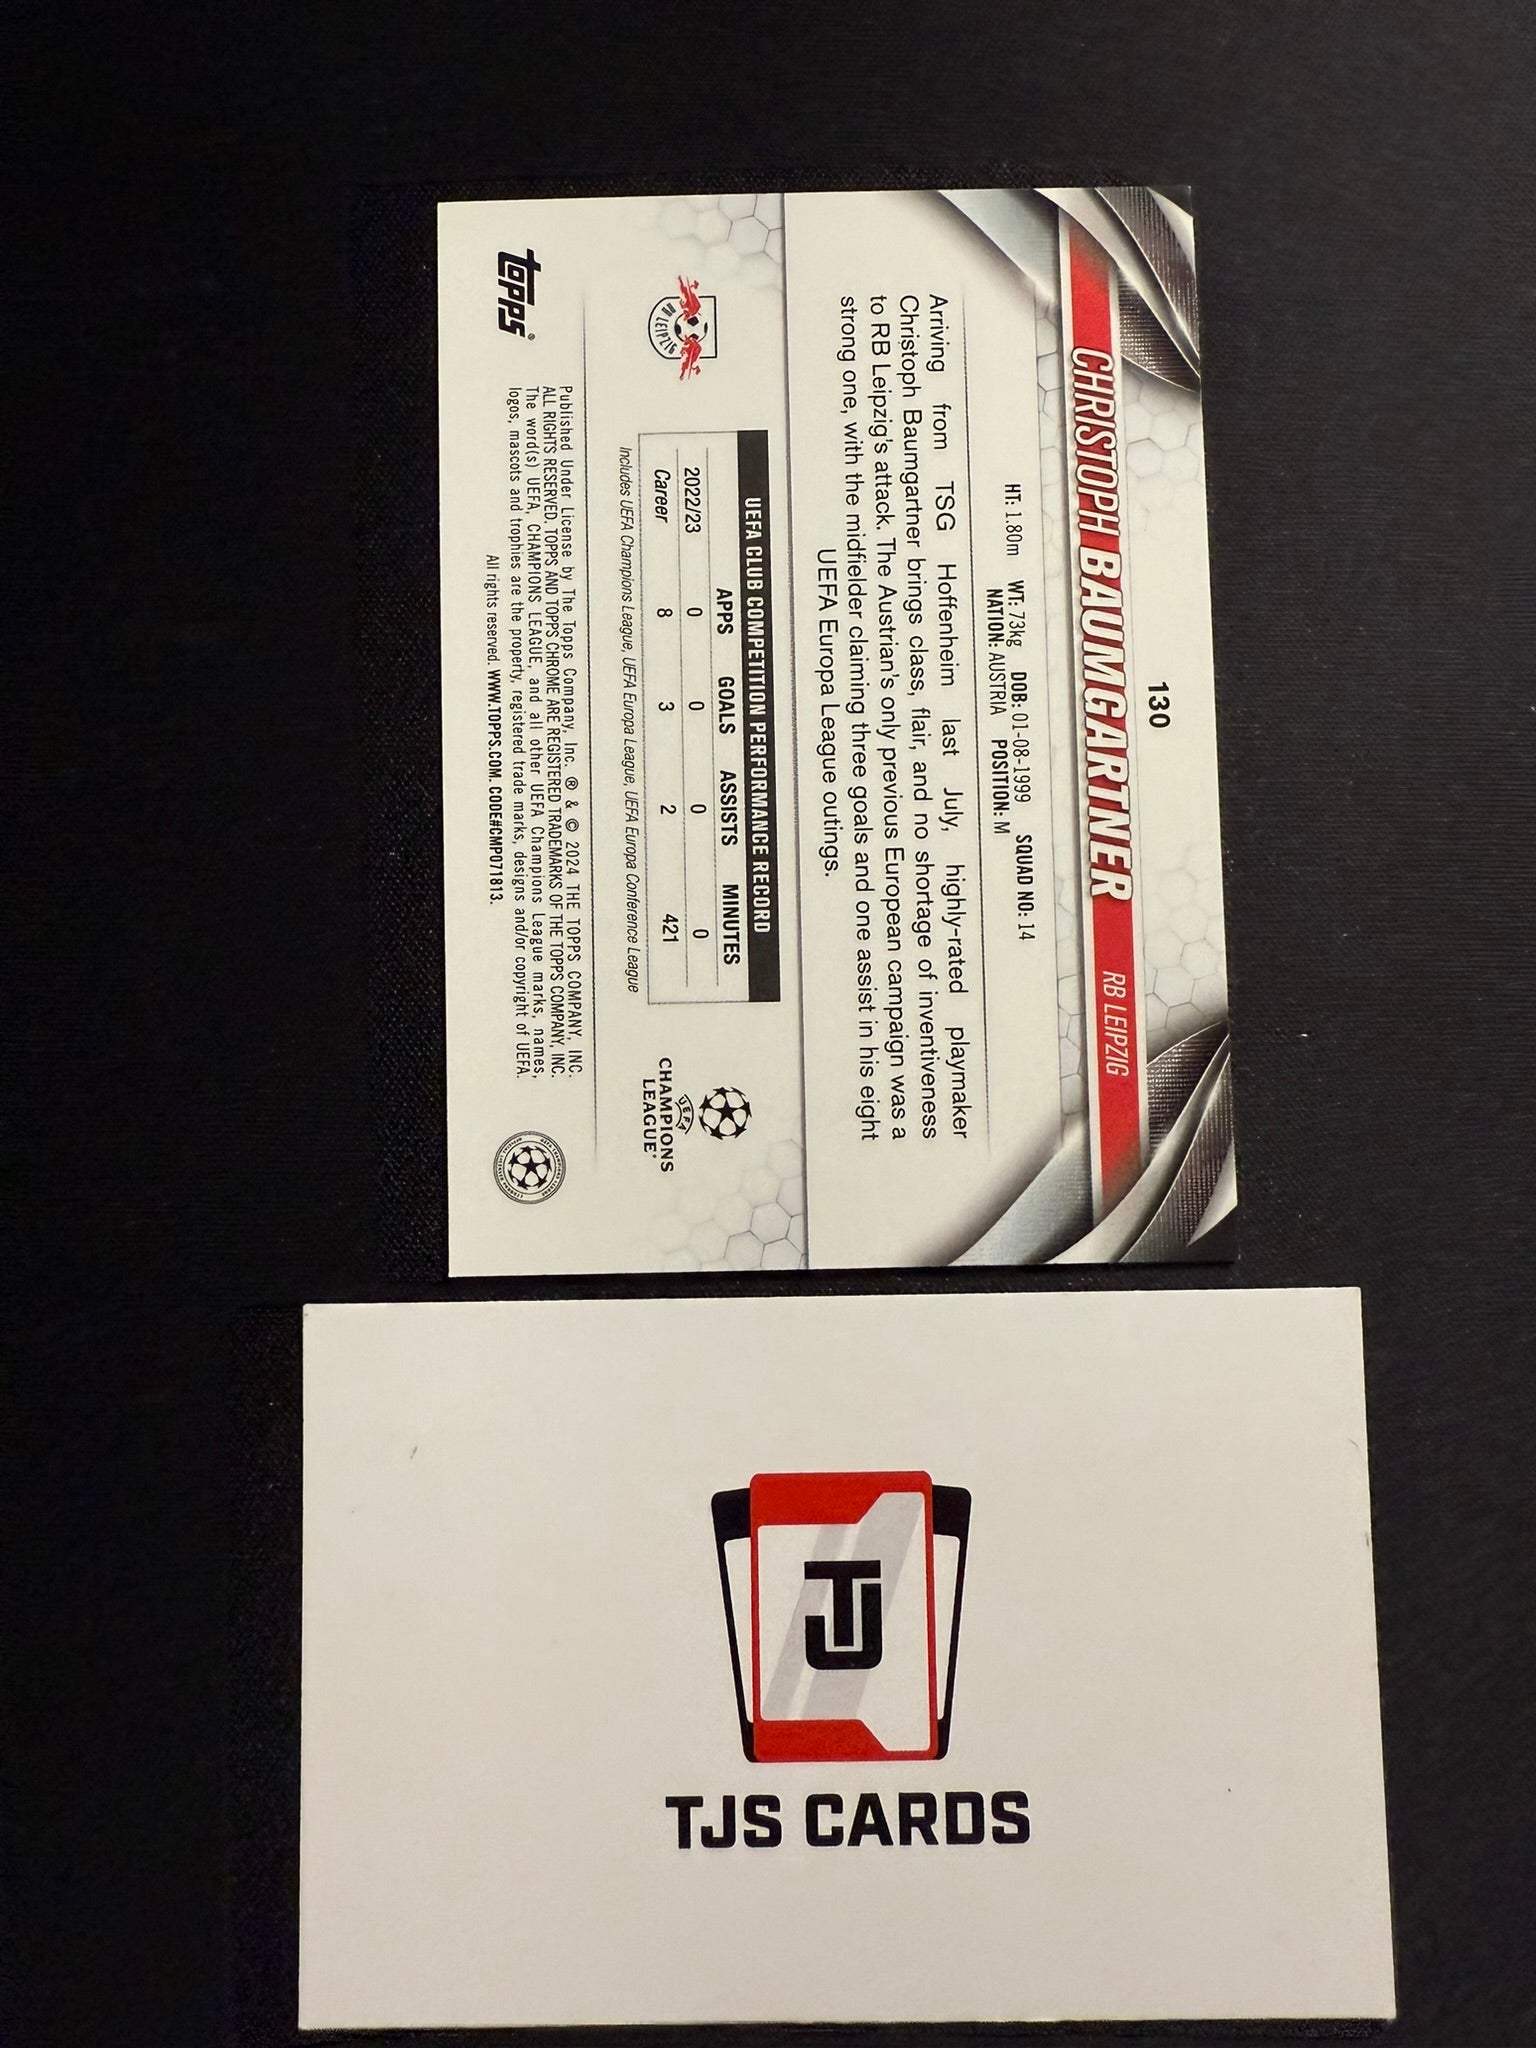 130
CHRISTOPH BAUMGARTNER RB LEIPZIG
HT: 1.80m WT: 73kg DOB: 01-08-1999 SQUAD NO: 14
NATION: AUSTRIA POSITION: M
Arriving from TSG Hoffenheim last July, highly-rated playmaker
Christoph Baumgartner brings class, flair, and no shortage of inventiveness
to RB Leipzig's attack. The Austrian's only previous European campaign was a
strong one, with the midfielder claiming three goals and one assist in his eight
UEFA Europa League outings.
RB LEIPZIG
UEFA CLUB COMPETITION PERFORMANCE RECORD
APPS GOALS ASSISTS MINUTES
2022/23 0 0 0 0
Career 8 3 2 421
Includes UEFA Champions League, UEFA Europa League, UEFA Europa Conference League
UEFA
CHAMPIONS
LEAGUE®
topps®
Published Under License by The Topps Company, Inc. ® & © 2024 THE TOPPS COMPANY, INC.
ALL RIGHTS RESERVED. TOPPS AND TOPPS CHROME ARE REGISTERED TRADEMARKS OF THE TOPPS COMPANY, INC.
The word(s) UEFA, CHAMPIONS LEAGUE, and all other UEFA Champions League marks, names,
logos, mascots and trophies are the property, registered trade marks, designs and/or copyright of UEFA.
All rights reserved. WWW.TOPPS.COM. CODE#CMP071813.
TJ
TJS CARDS